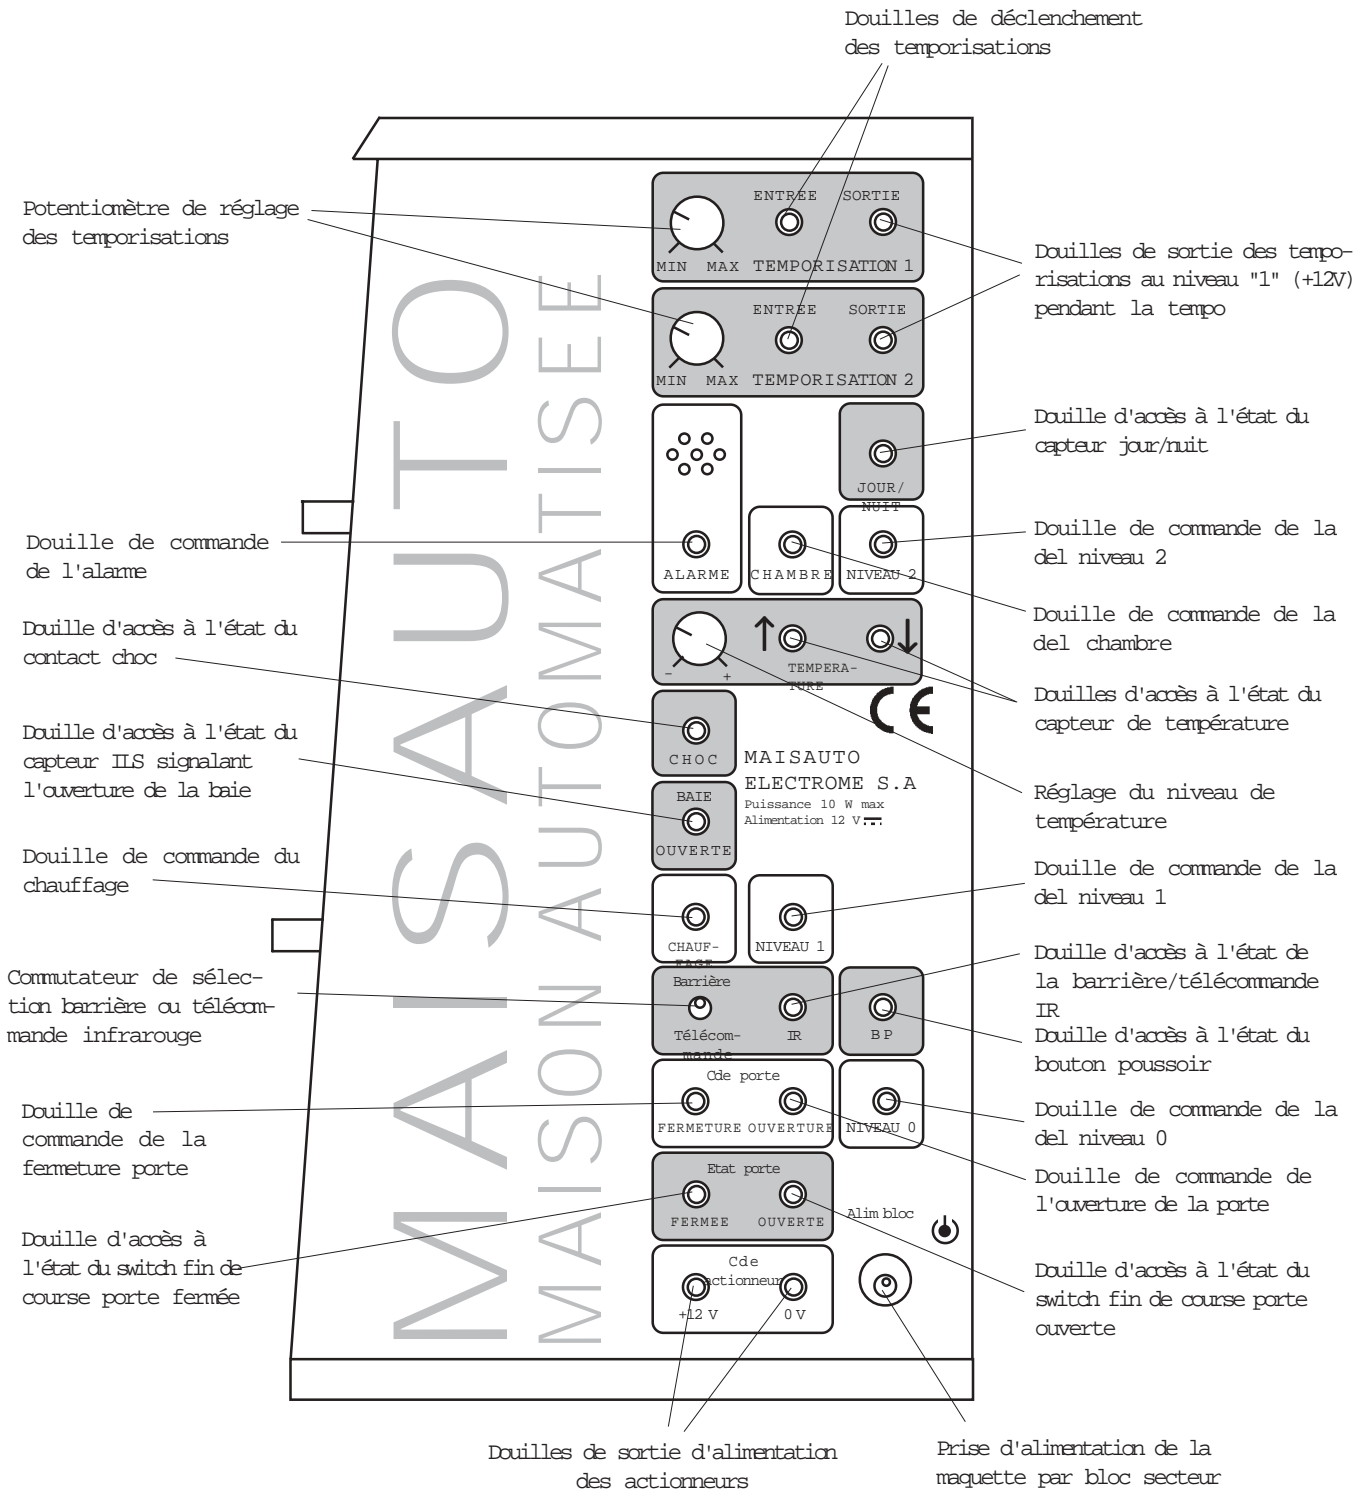 Douilles de déclenchement
des temporisations
Potentiomètre de réglage
des temporisations
ENTREE SORTIE
MIN MAX TEMPORISATION 1
Douilles de sortie des tempo-
risations au niveau "1" (+12V)
pendant la tempo
ENTREE SORTIE
MIN MAX TEMPORISATION 2
Douille d'accès à l'état du
capteur jour/nuit
JOUR/
NUIT
Douille de commande
de l'alarme
ALARME
CHAMBRE
NIVEAU 2
Douille de commande de la
del niveau 2
Douille de commande de la
del chambre
Douille d'accès à l'état du
contact choc
- +
TEMPERA-
TURE
Douilles d'accès à l'état du
capteur de température
CHOC
CE
Douille d'accès à l'état du
capteur ILS signalant
l'ouverture de la baie
MAISAUTO
ELECTROME S.A
Puissance 10 W max
Alimentation 12 V
BAIE
OUVERTE
Réglage du niveau de
température
Douille de commande du
chauffage
CHAUF-
FAGE
NIVEAU 1
Douille de commande de la
del niveau 1
Commutateur de sélec-
tion barrière ou télécom-
mande infrarouge
Barrière
Télécom-
mande
IR
BP
Douille d'accès à l'état de
la barrière/télécommande
IR
Douille d'accès à l'état du
bouton poussoir
Cde porte
FERMETURE OUVERTURE
NIVEAU 0
Douille de
commande de la
fermeture porte
Douille de commande de la
del niveau 0
Douille de commande de
l'ouverture de la porte
Etat porte
FERMEE OUVERTE
Alim bloc
Douille d'accès à
l'état du switch fin de
course porte fermée
Cde
actionneur
+12 V 0 V
Douille d'accès à l'état du
switch fin de course porte
ouverte
MAISAUTO
MAISON AUTOMATISEE
Douilles de sortie d'alimentation
des actionneurs
Prise d'alimentation de la
maquette par bloc secteur